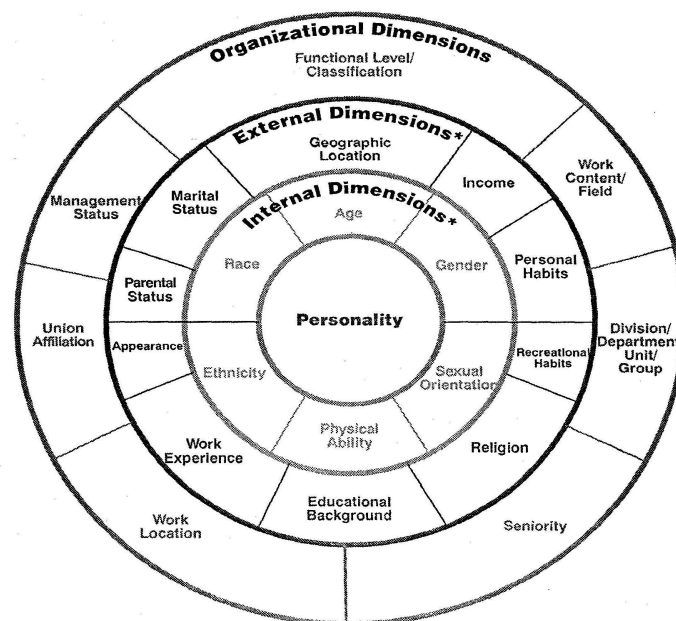 Organizational Dimensions
Functional Level/
Classification
External Dimensions*
Geographic
Location
Income
Work
Content/
Field
Management
Status
Marital
Status
Internal Dimensions*
Age
Race
Gender
Personal
Habits
Parental
Status
Personality
Union
Affiliation
Appearance
Recreational
Habits
Division/
Department
Unit/
Group
Ethnicity
Sexual
Orientation
Physical
Ability
Work
Experience
Religion
Educational
Background
Work
Location
Seniority